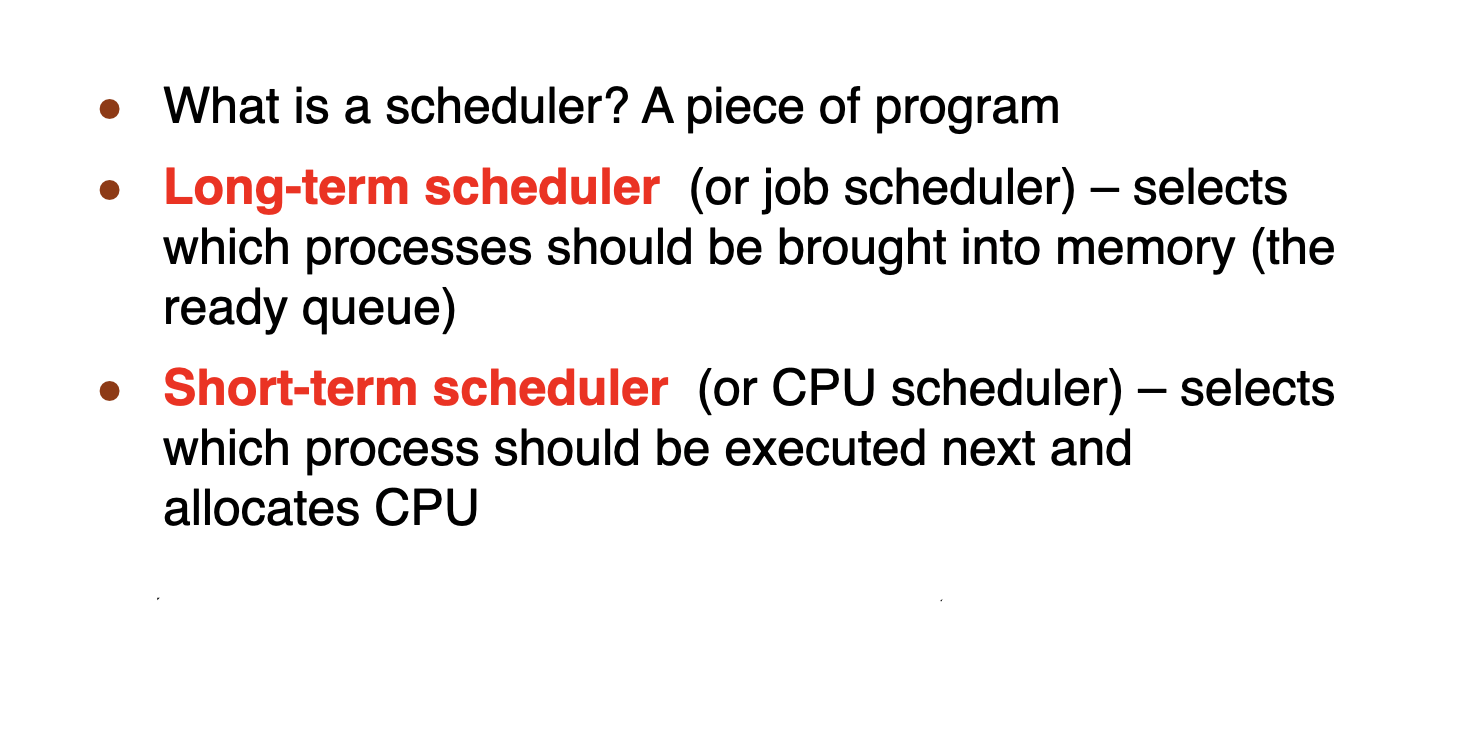 • What is a scheduler? A piece of program
• Long-term scheduler (or job scheduler) – selects
which processes should be brought into memory (the
ready queue)
• Short-term scheduler (or CPU scheduler) – selects
which process should be executed next and
allocates CPU